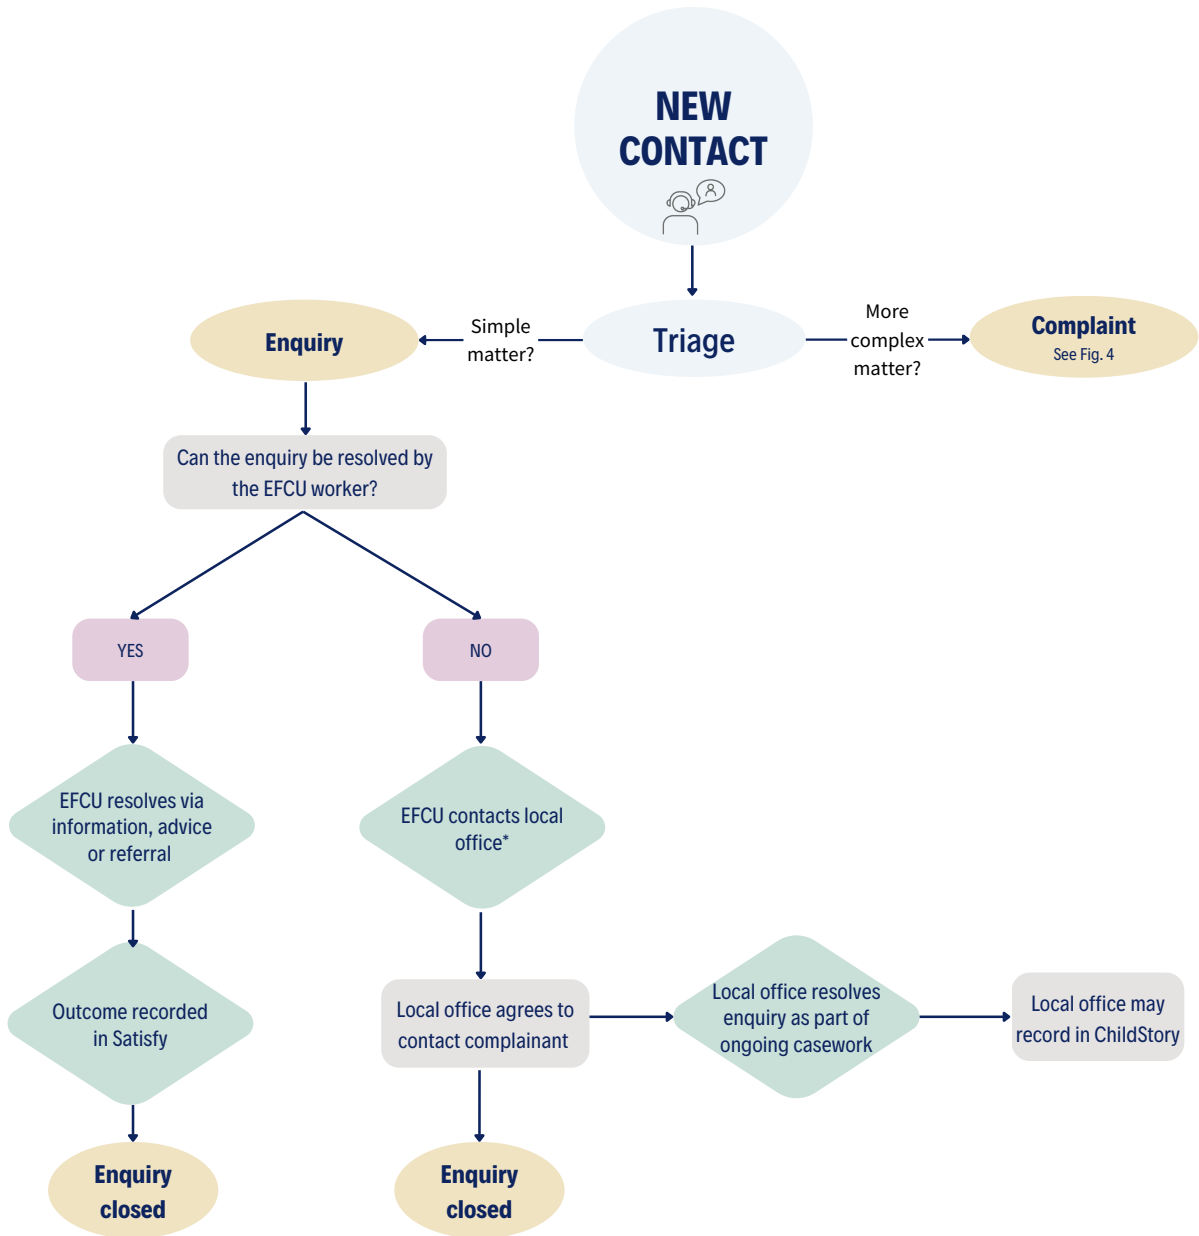 NEW
CONTACT
Triage
Simple
matter?
More
complex
matter?
Enquiry
Complaint
See Fig. 4
Can the enquiry be resolved by
the EFCU worker?
YES
NO
EFCU resolves via
information, advice
or referral
EFCU contacts local
office*
Outcome recorded
in Satisfy
Local office agrees to
contact complainant
Local office resolves
enquiry as part of
ongoing casework
Local office may
record in ChildStory
Enquiry
closed
Enquiry
closed